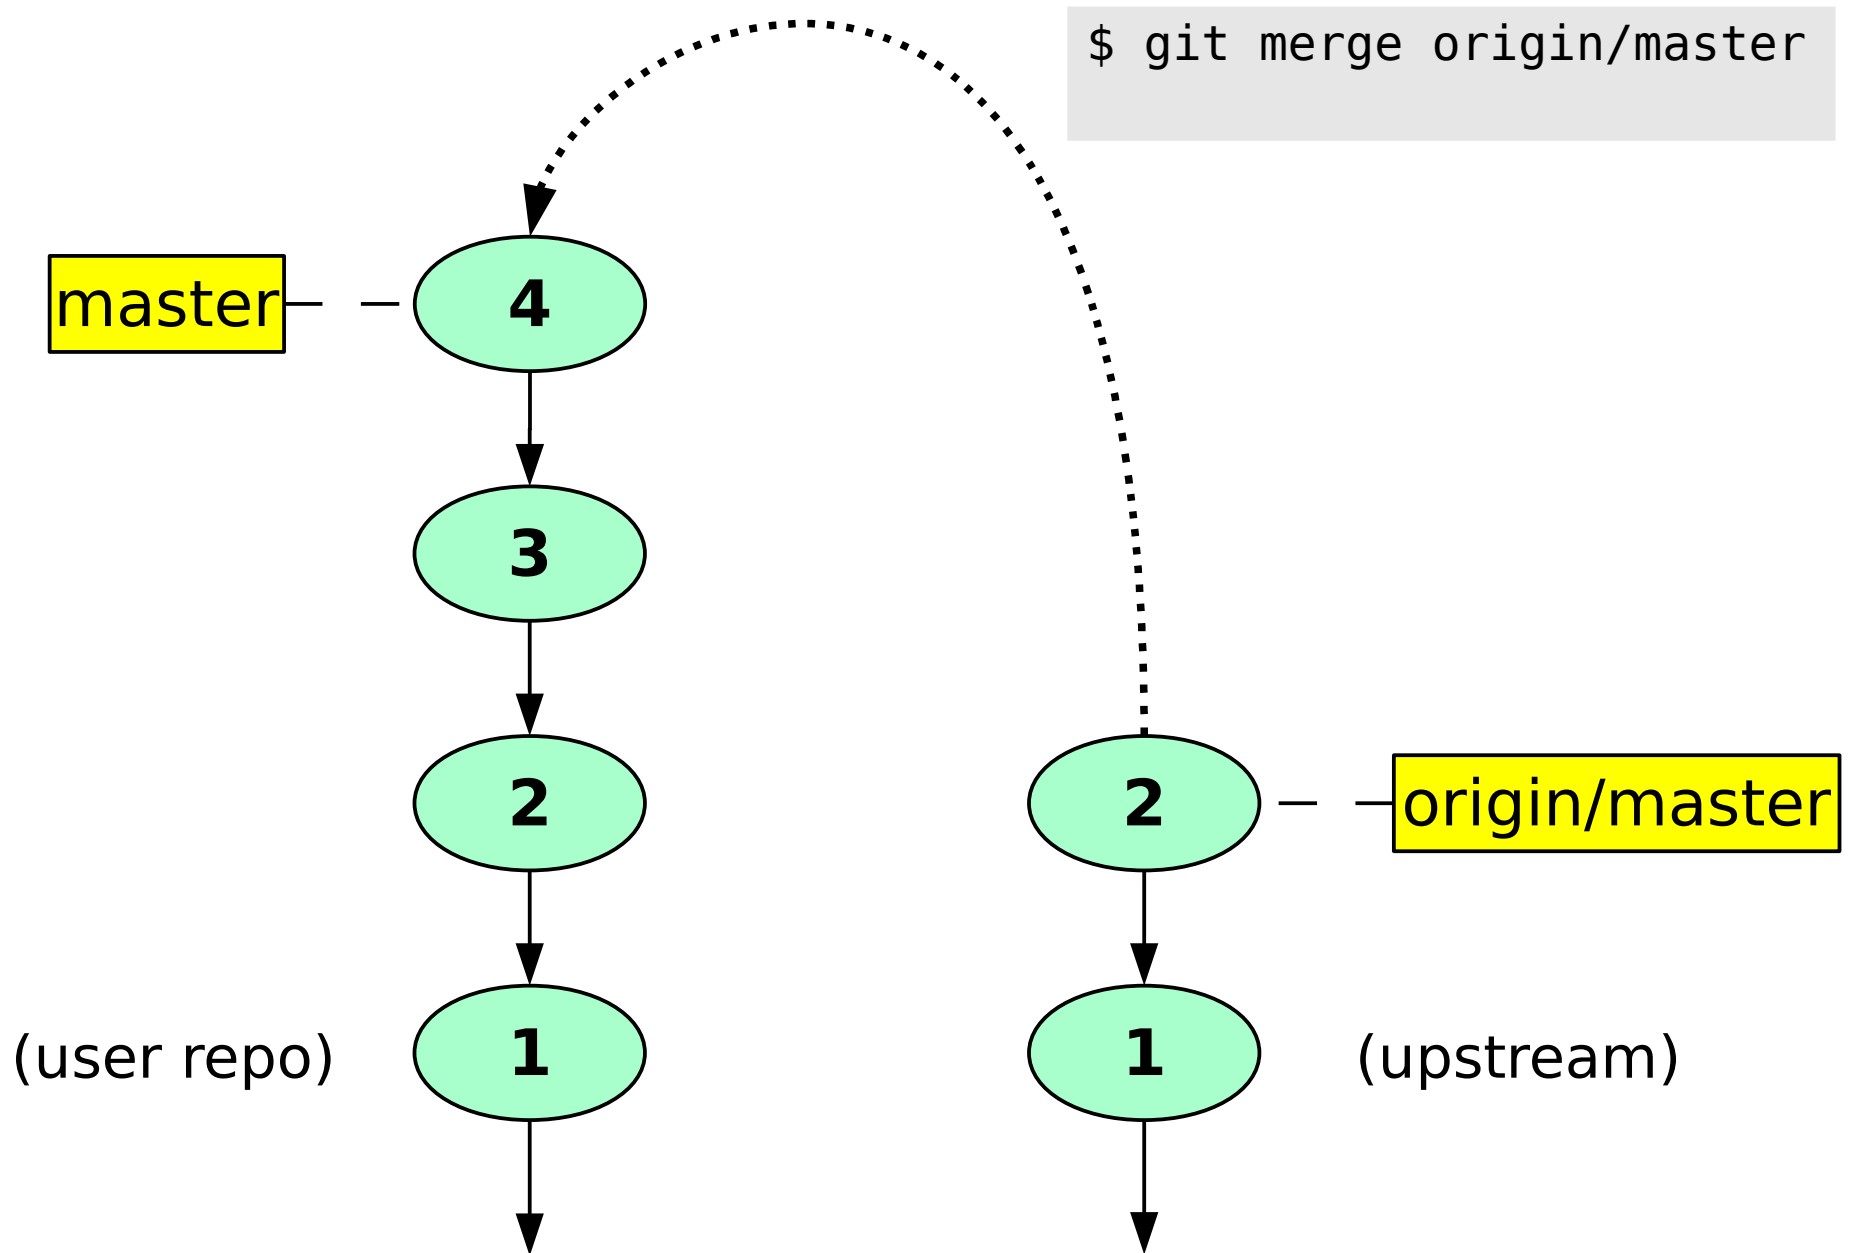 $ git merge origin/master
master
4
3
2
2
origin/master
(user repo)
1
1
(upstream)